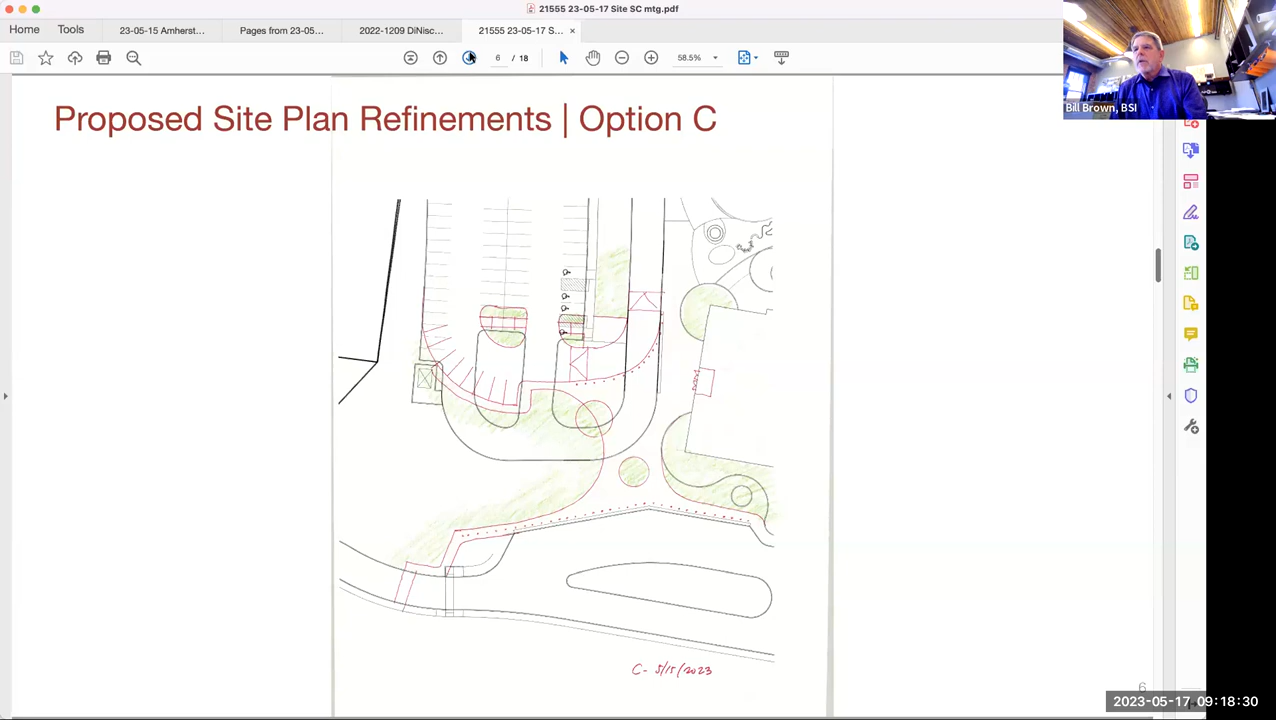 21555 23-05-17 Site SC mtg.pdf
Home Tools 23-05-15 Amherst... Pages from 23-05... 2022-1209 DiNisc... 21555 23-05-17 S... ×
6 / 18 58.5%
Bill Brown, BSI
Proposed Site Plan Refinements | Option C
C- 5/15/2023
6
2023-05-17 09:18:30